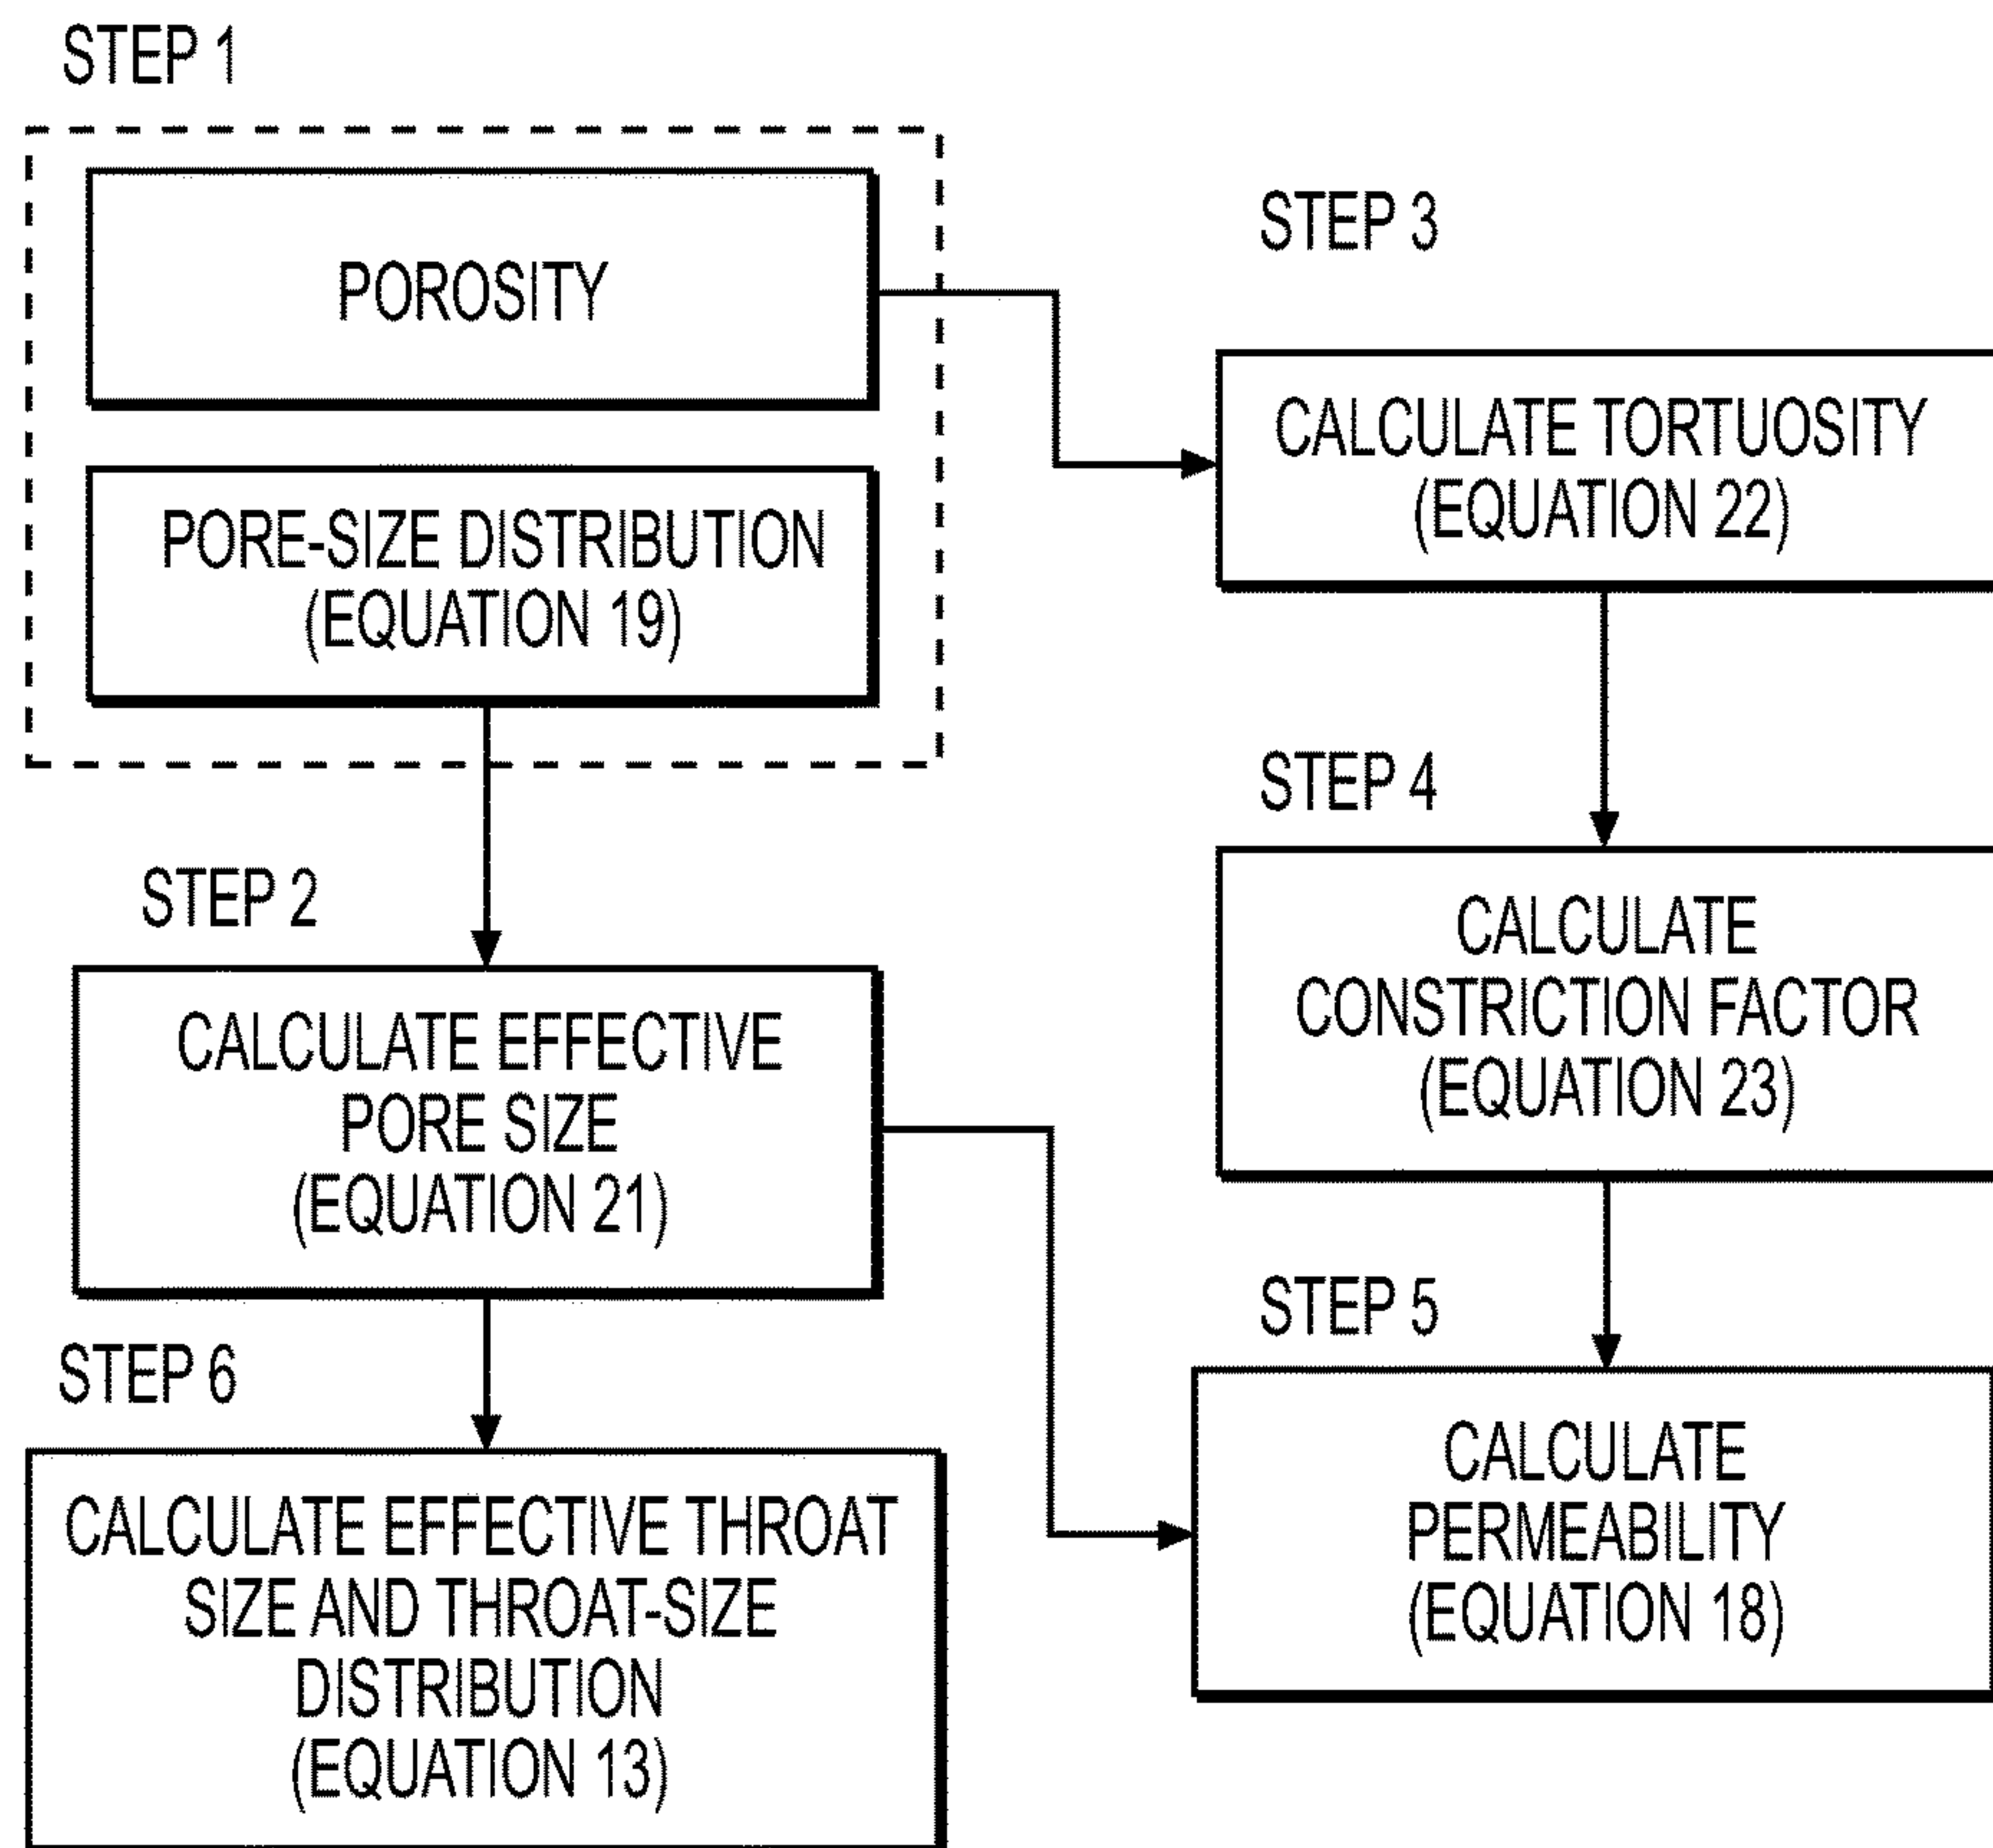 STEP 1
POROSITY
PORE-SIZE DISTRIBUTION
(EQUATION 19)
STEP 2
CALCULATE EFFECTIVE
PORE SIZE
(EQUATION 21)
STEP 6
CALCULATE EFFECTIVE THROAT
SIZE AND THROAT-SIZE
DISTRIBUTION
(EQUATION 13)
STEP 3
CALCULATE TORTUOSITY
(EQUATION 22)
STEP 4
CALCULATE
CONSTRICTION FACTOR
(EQUATION 23)
STEP 5
CALCULATE
PERMEABILITY
(EQUATION 18)